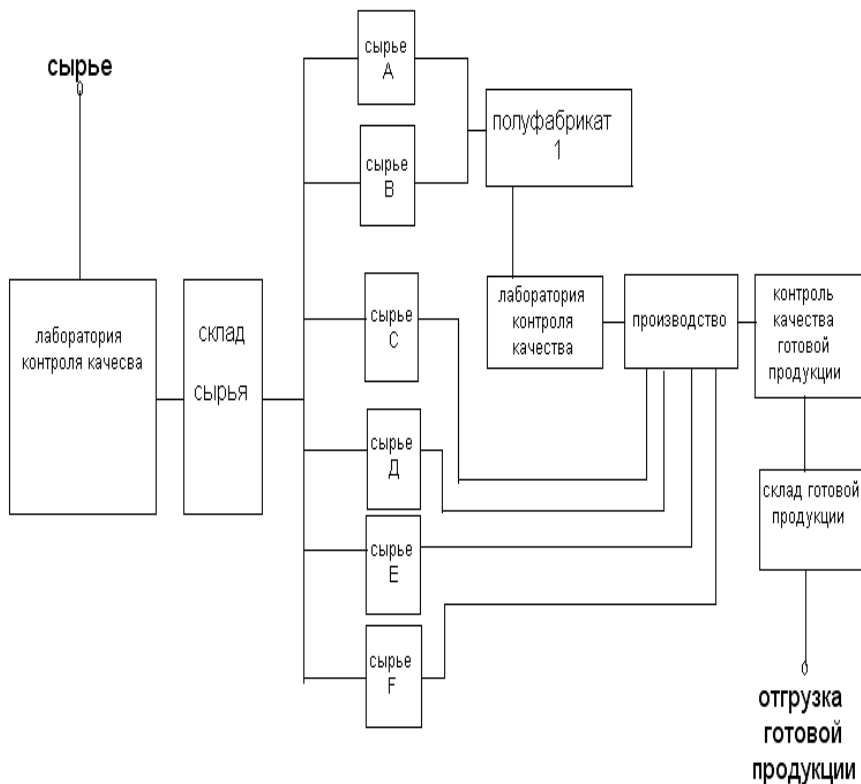 сырье
лаборатория
контроля качесва
склад
сырья
сырье
А
сырье
В
сырье
С
сырье
Д
сырье
Е
сырье
F
полуфабрикат
1
лаборатория
контроля
качества
производство
контроль
качества
готовой
продукции
склад готовой
продукции
отгрузка
готовой
продукции